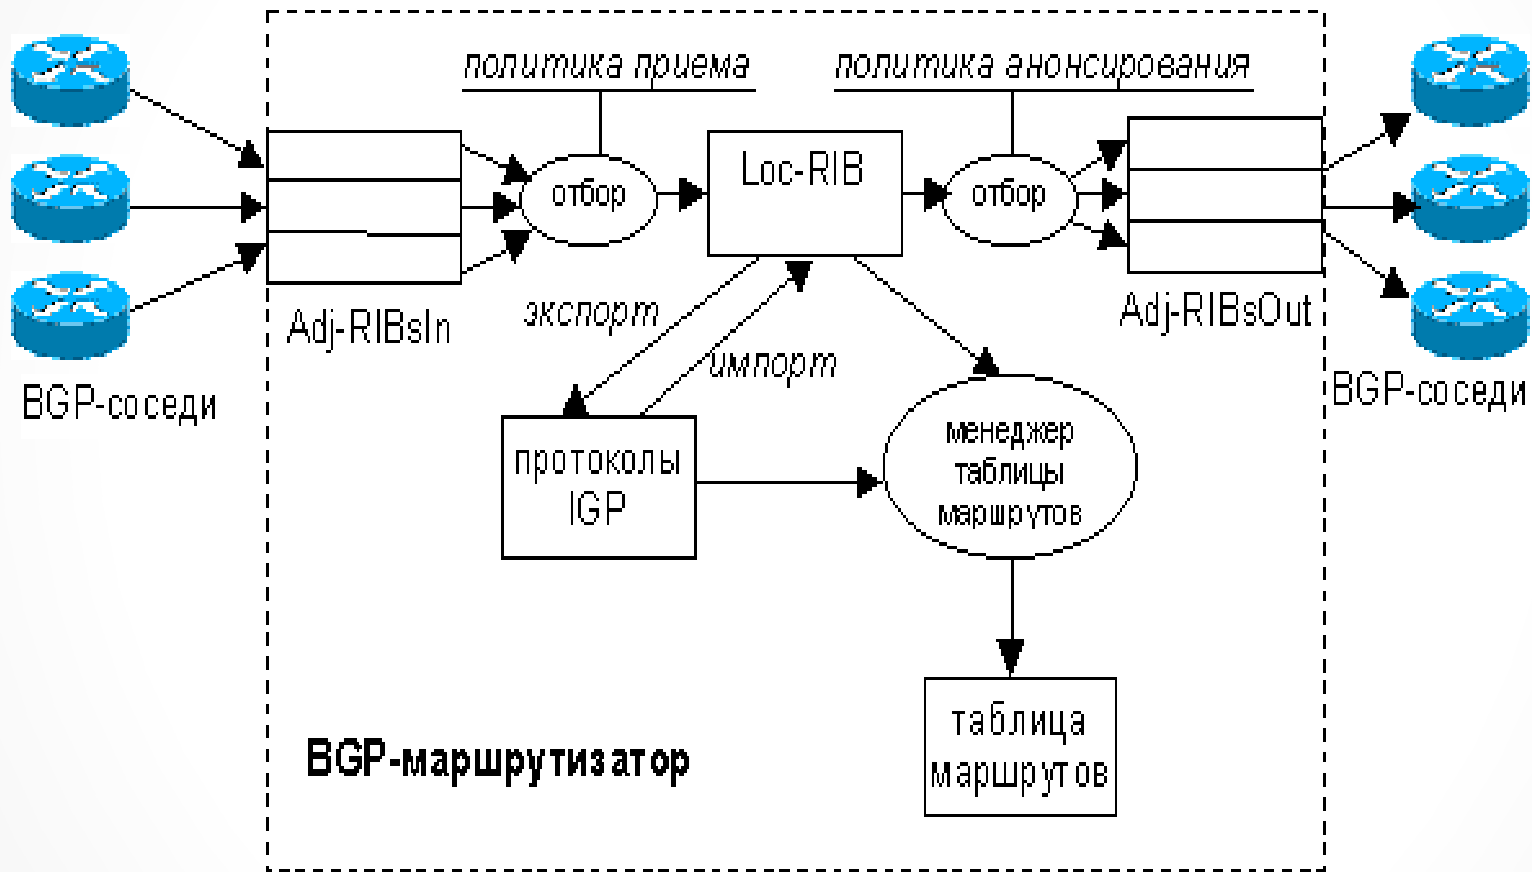 политика приема
политика анонсирования
отбор
Loc-RIB
отбор
Adj-RIBsIn
экспорт
импорт
Adj-RIBsOut
BGP-соседи
BGP-соседи
протоколы
IGP
менеджер
таблицы
маршрутов
таблица
маршрутов
BGP-маршрутизатор